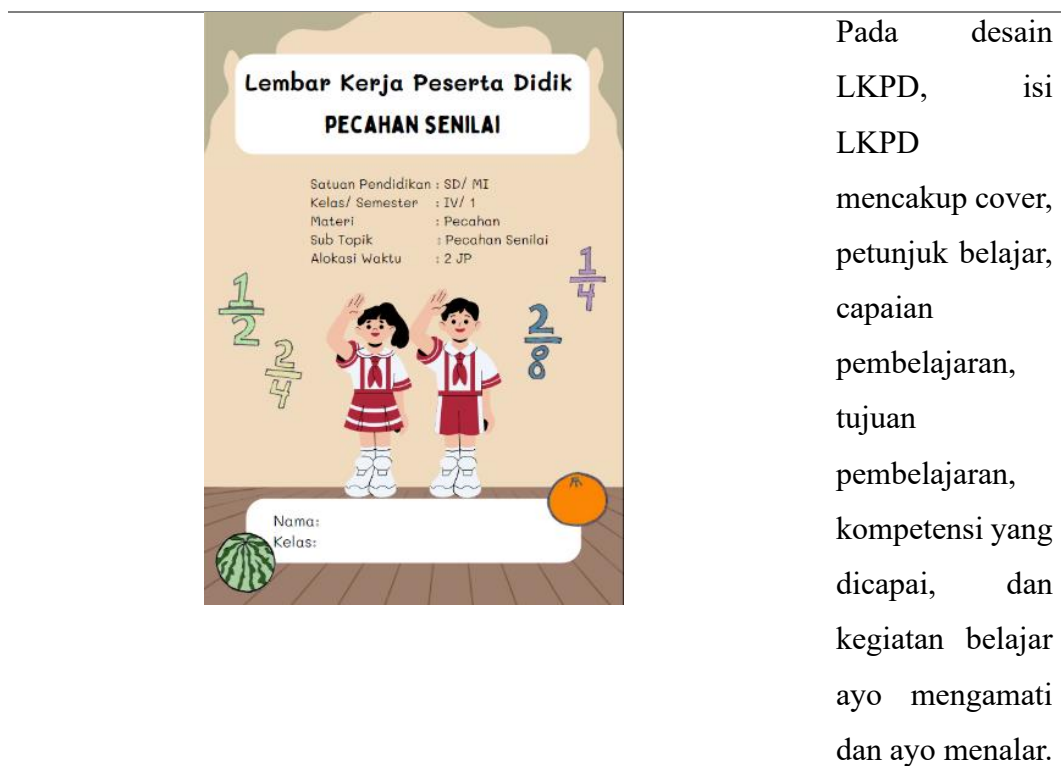 Lembar Kerja Peserta Didik
PECAHAN SENILAI
Satuan Pendidikan : SD/ MI
Kelas/ Semester : IV/ 1
Materi : Pecahan
Sub Topik : Pecahan Senilai
Alokasi Waktu : 2 JP
1/2
2/4
2/8
1/4
Nama:
Kelas:
Pada desain
LKPD, isi
LKPD
mencakup cover,
petunjuk belajar,
capaian
pembelajaran,
tujuan
pembelajaran,
kompetensi yang
dicapai, dan
kegiatan belajar
ayo mengamati
dan ayo menalar.